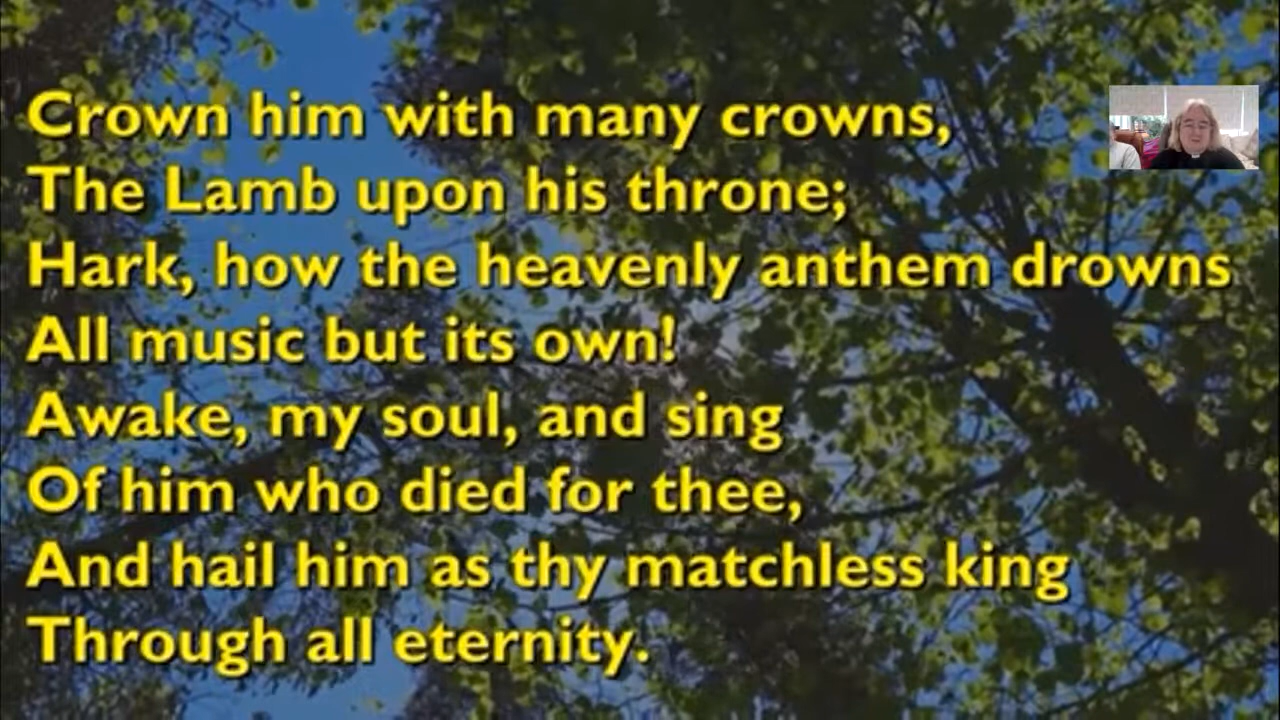 Crown him with many crowns,
The Lamb upon his throne;
Hark, how the heavenly anthem drowns
All music but its own!
Awake, my soul, and sing
Of him who died for thee,
And hail him as thy matchless king
Through all eternity.